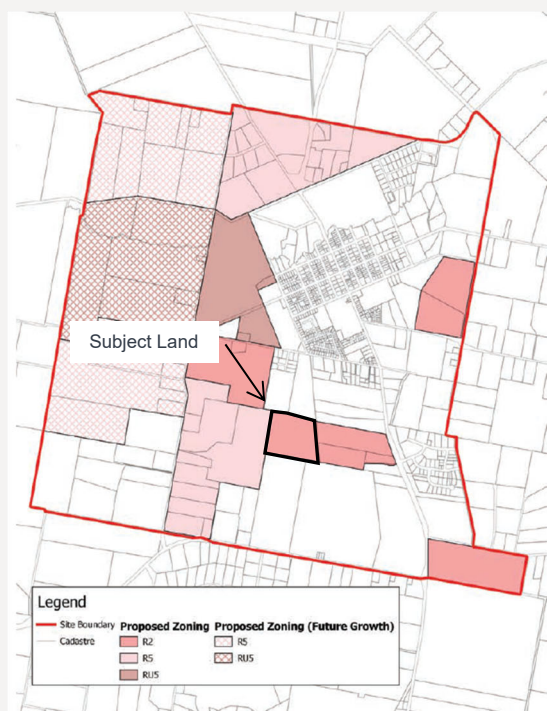 Subject Land
Legend
Site Boundary Proposed Zoning Proposed Zoning (Future Growth)
Cadastre R2 R5
R5 RU5
RU5